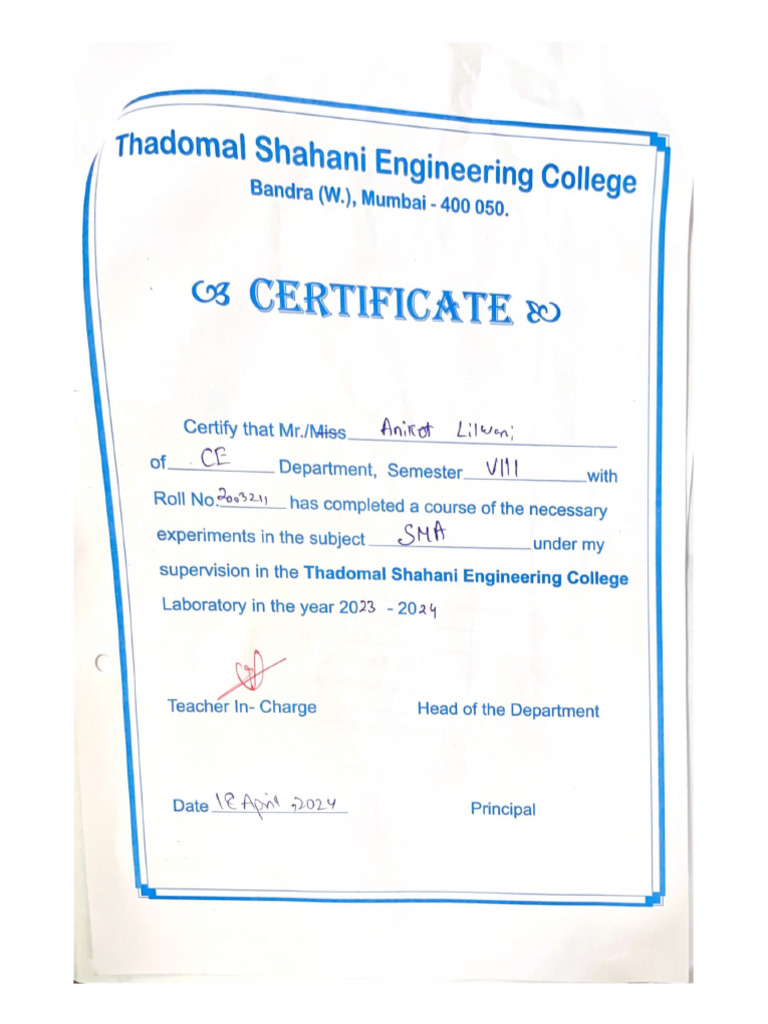 Thadomal Shahani Engineering College
Bandra (W.), Mumbai - 400 050.
CERTIFICATE
Certify that Mr./Miss Aniket Lilwani
of CE Department, Semester VIII with
Roll No. 2003211 has completed a course of the necessary
experiments in the subject SMA under my
supervision in the Thadomal Shahani Engineering College
Laboratory in the year 2023 - 2024
Teacher In- Charge Head of the Department
Date 18 April, 2024 Principal